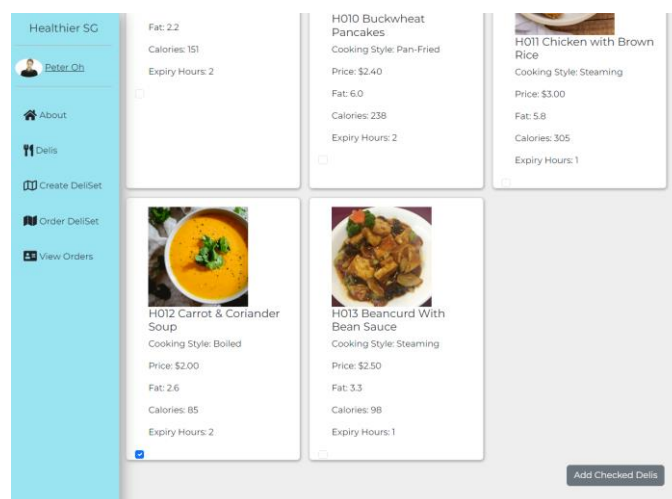 Healthier SG
Peter Oh
About
Delis
Create DeliSet
Order DeliSet
View Orders
Fat: 2.2
Calories: 151
Expiry Hours: 2
H010 Buckwheat
Pancakes
Cooking Style: Pan-Fried
Price: $2.40
Fat: 6.0
Calories: 238
Expiry Hours: 2
H011 Chicken with Brown
Rice
Cooking Style: Steaming
Price: $3.00
Fat: 5.8
Calories: 305
Expiry Hours: 1
H012 Carrot & Coriander
Soup
Cooking Style: Boiled
Price: $2.00
Fat: 2.6
Calories: 85
Expiry Hours: 2
H013 Beancurd With
Bean Sauce
Cooking Style: Steaming
Price: $2.50
Fat: 3.3
Calories: 98
Expiry Hours: 1
Add Checked Delis